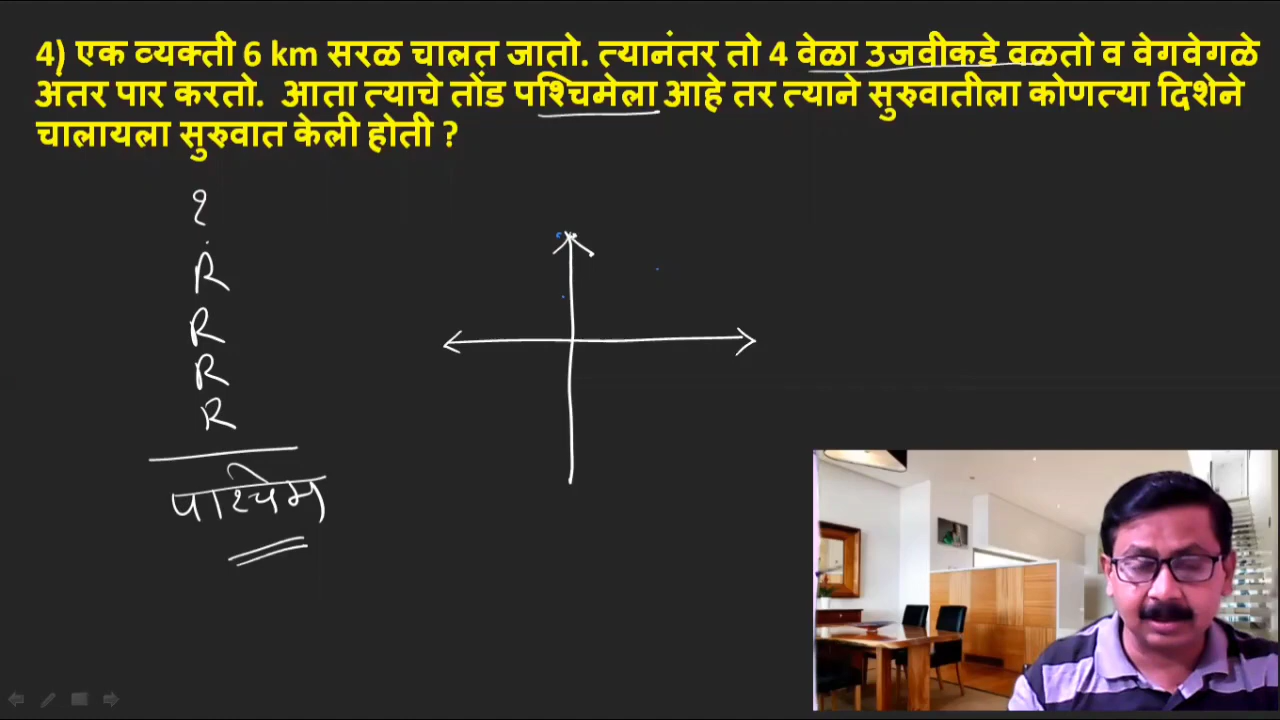 4) एक व्यक्ती 6 km सरळ चालत जातो. त्यानंतर तो 4 वेळा उजवीकडे वळतो व वेगवेगळे
अंतर पार करतो. आता त्याचे तोंड पश्चिमेला आहे तर त्याने सुरुवातीला कोणत्या दिशेने
चालायला सुरुवात केली होती ?
?
R
R
R
R
पश्चिम